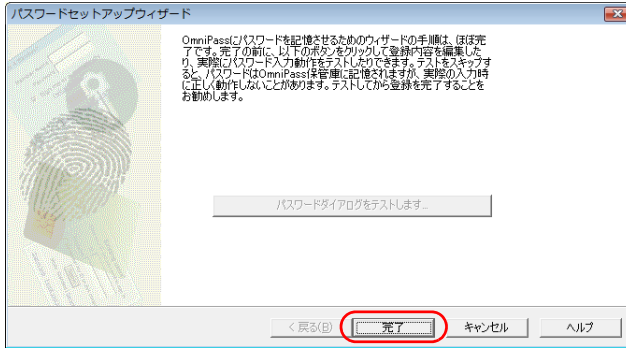 パスワードセットアップウィザード
OmniPassにパスワードを記憶させるためのウィザードの手順は、ほぼ完
了です。完了の前に、以下のボタンをクリックして登録内容を編集した
り、実際にパスワード入力動作をテストしたりできます。テストをスキップす
ると、パスワードはOmniPass保管庫に記憶されますが、実際の入力時
に正しく動作しないことがあります。テストしてから登録を完了することを
お勧めします。
パスワードダイアログをテストします...
< 戻る(B)
完了
キャンセル
ヘルプ